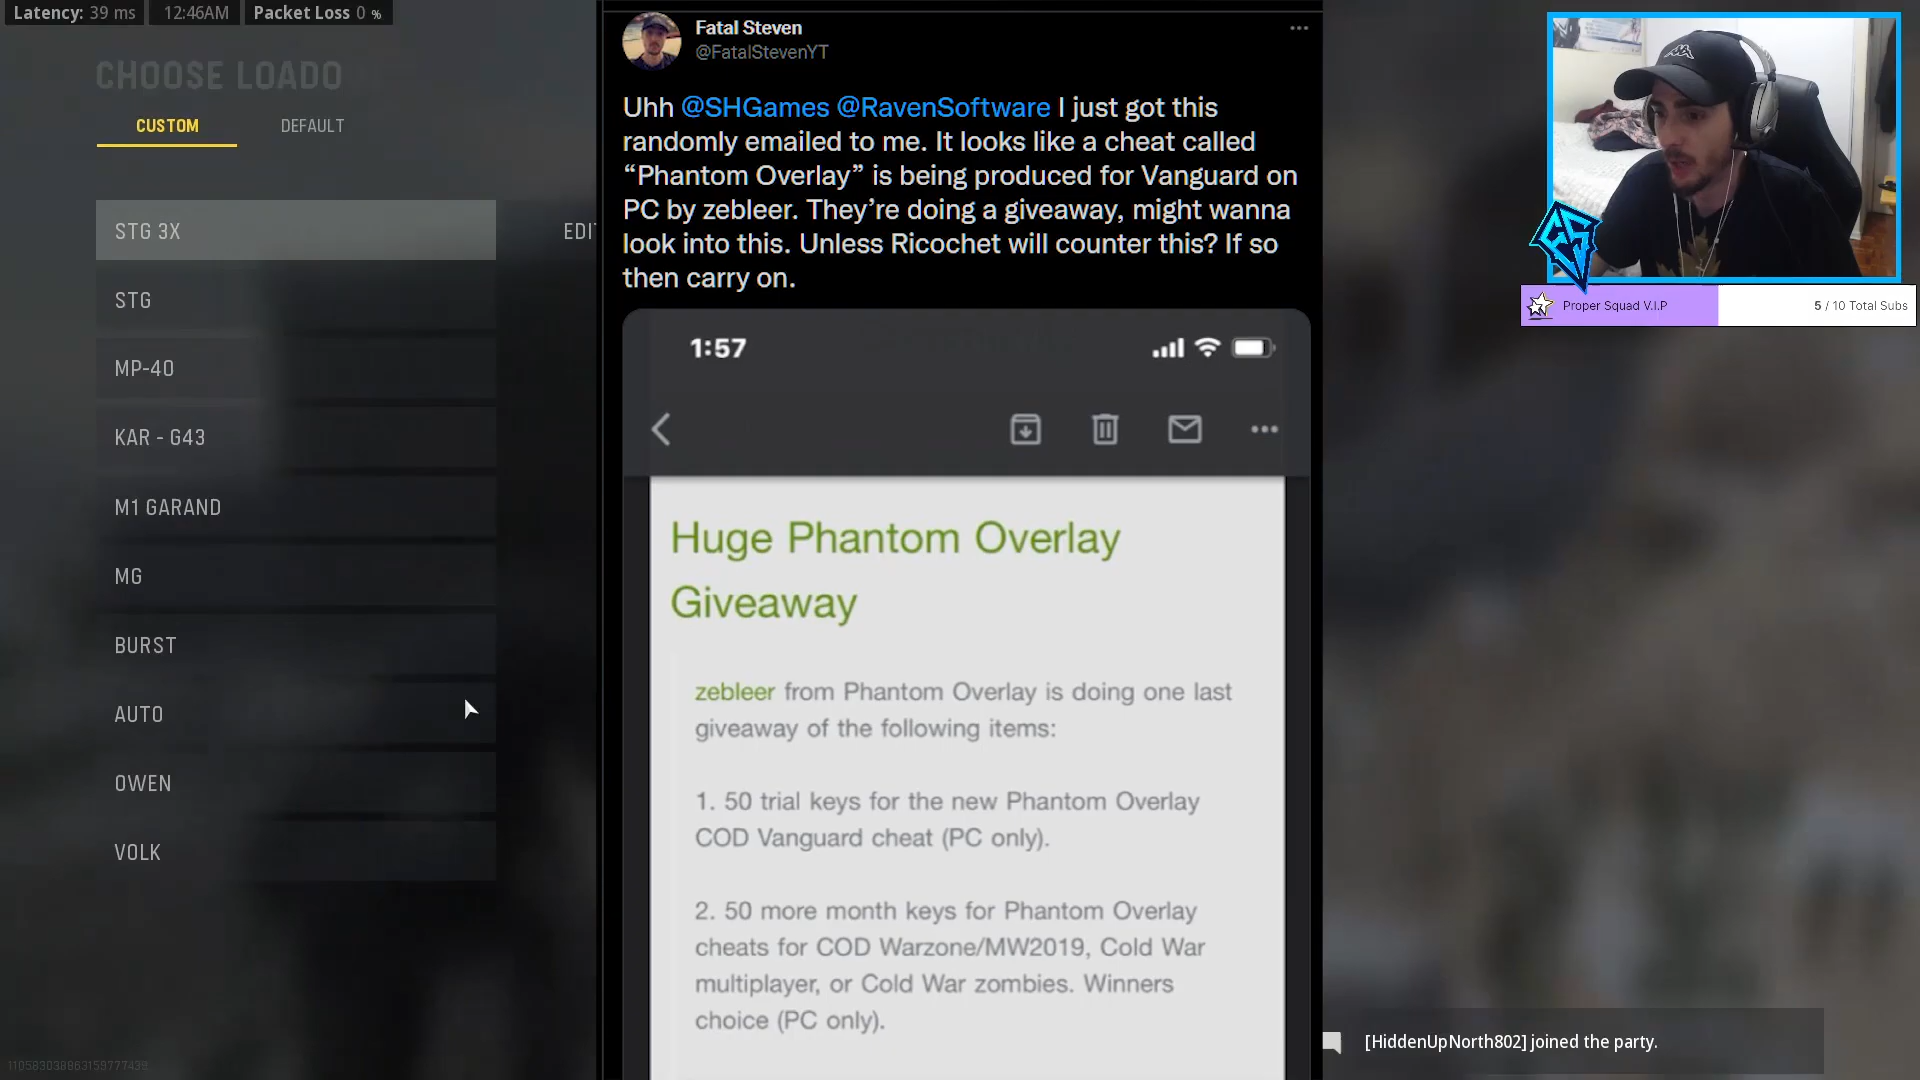 Latency: 39 ms 12:46AM Packet Loss 0 %
CHOOSE LOADO
CUSTOM DEFAULT
STG 3X
EDIT
STG
MP-40
KAR - G43
M1 GARAND
MG
BURST
AUTO
OWEN
VOLK
Fatal Steven
@FatalStevenYT
Uhh @SHGames @RavenSoftware I just got this
randomly emailed to me. It looks like a cheat called
“Phantom Overlay” is being produced for Vanguard on
PC by zebleer. They’re doing a giveaway, might wanna
look into this. Unless Ricochet will counter this? If so
then carry on.
1:57
Huge Phantom Overlay
Giveaway
zebleer from Phantom Overlay is doing one last
giveaway of the following items:
1. 50 trial keys for the new Phantom Overlay
COD Vanguard cheat (PC only).
2. 50 more month keys for Phantom Overlay
cheats for COD Warzone/MW2019, Cold War
multiplayer, or Cold War zombies. Winners
choice (PC only).
Proper Squad V.I.P 5 / 10 Total Subs
[HiddenUpNorth802] joined the party.